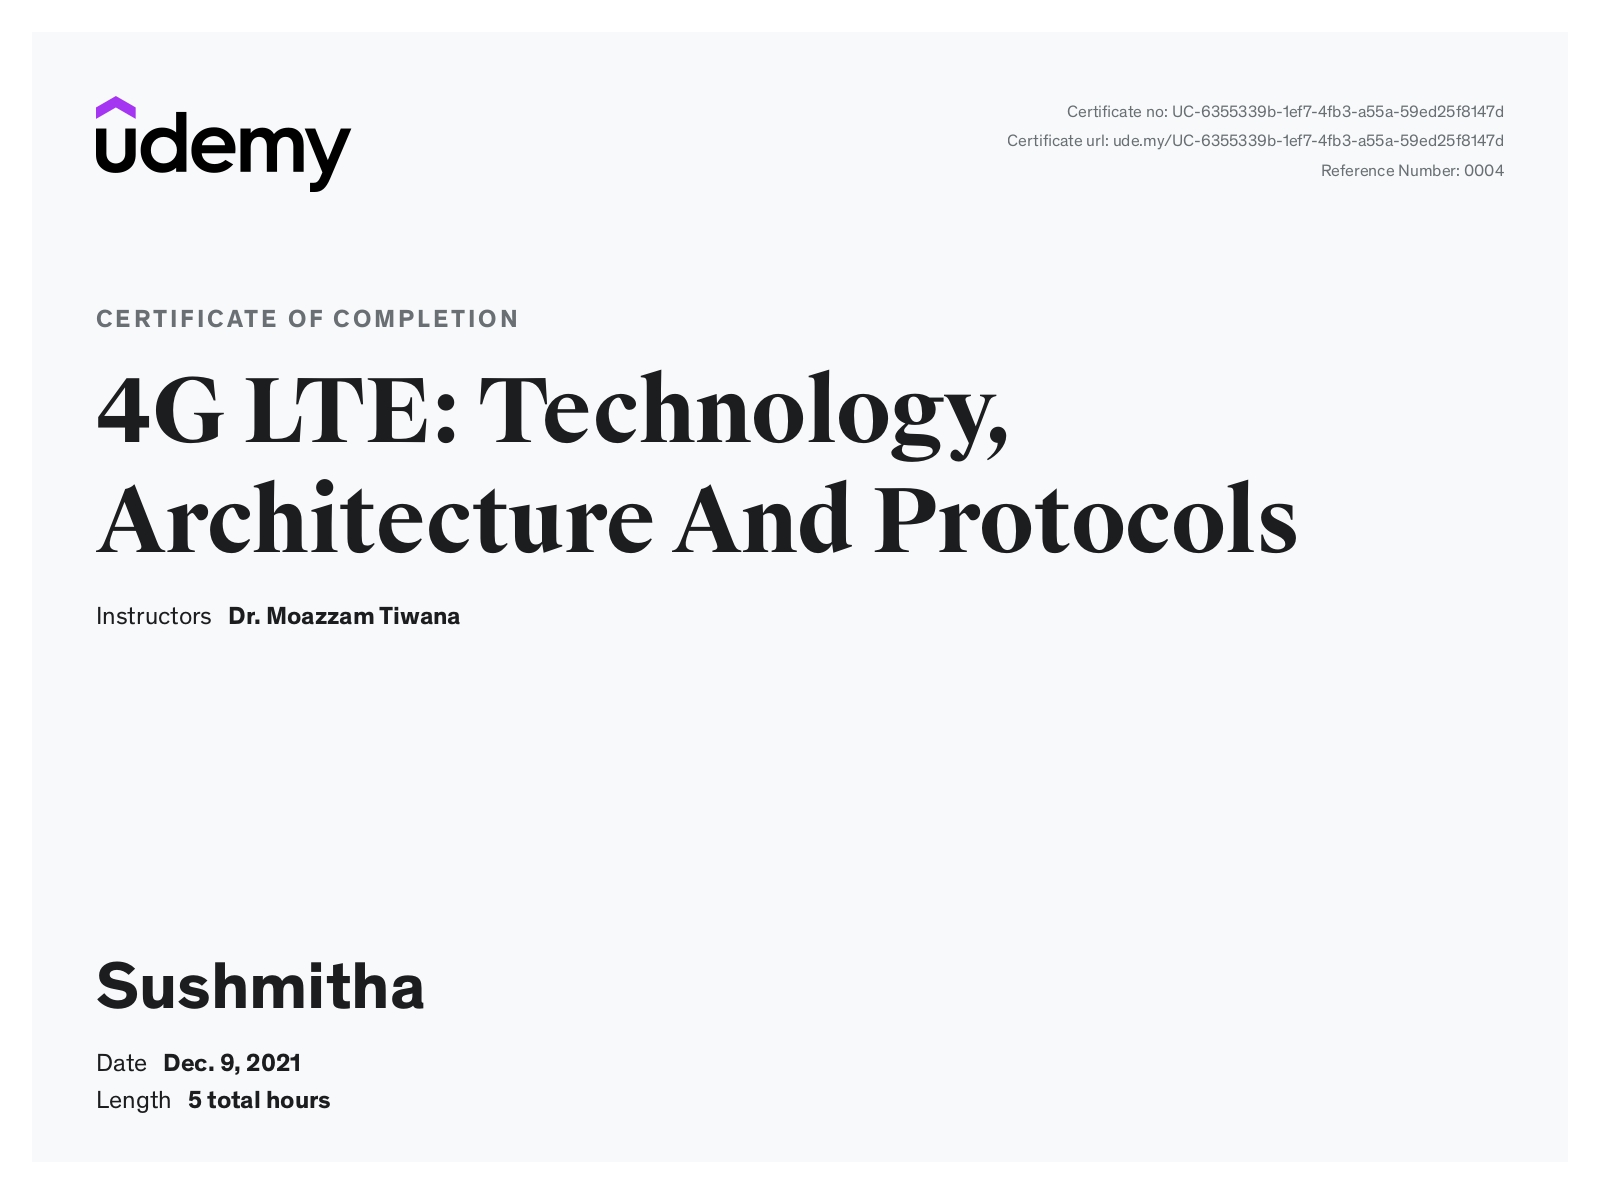 udemy
Certificate no: UC-6355339b-1ef7-4fb3-a55a-59ed25f8147d
Certificate url: ude.my/UC-6355339b-1ef7-4fb3-a55a-59ed25f8147d
Reference Number: 0004
CERTIFICATE OF COMPLETION
4G LTE: Technology,
Architecture And Protocols
Instructors Dr. Moazzam Tiwana
Sushmitha
Date Dec. 9, 2021
Length 5 total hours